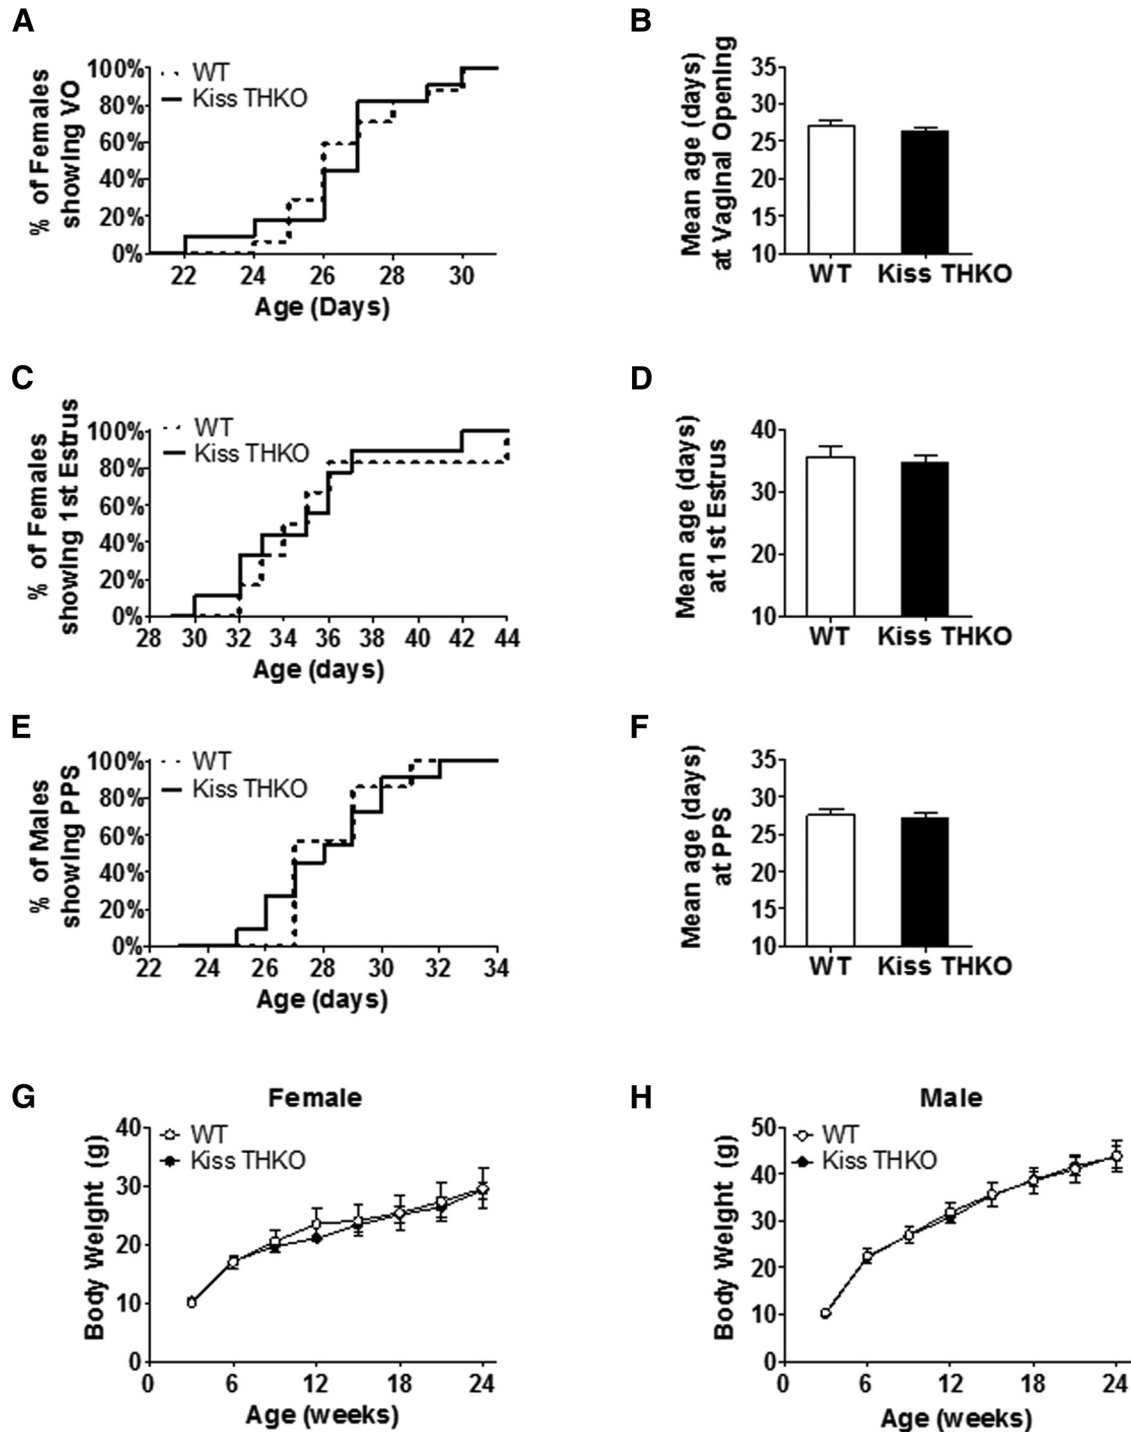 A
% of Females
showing VO
100%
80%
60%
40%
20%
0%
WT
Kiss THKO
22 24 26 28 30
Age (Days)
B
Mean age (days)
at Vaginal Opening
35
30
25
20
15
10
WT Kiss THKO
C
% of Females
showing 1st Estrus
100%
80%
60%
40%
20%
0%
WT
Kiss THKO
28 30 32 34 36 38 40 42 44
Age (days)
D
Mean age (days)
at 1st Estrus
40
30
20
10
WT Kiss THKO
E
% of Males
showing PPS
100%
80%
60%
40%
20%
0%
WT
Kiss THKO
22 24 26 28 30 32 34
Age (days)
F
Mean age (days)
at PPS
35
30
25
20
15
10
WT Kiss THKO
G
Female
Body Weight (g)
40
30
20
10
0
WT
Kiss THKO
0 6 12 18 24
Age (weeks)
H
Male
Body Weight (g)
50
40
30
20
10
0
WT
Kiss THKO
0 6 12 18 24
Age (weeks)